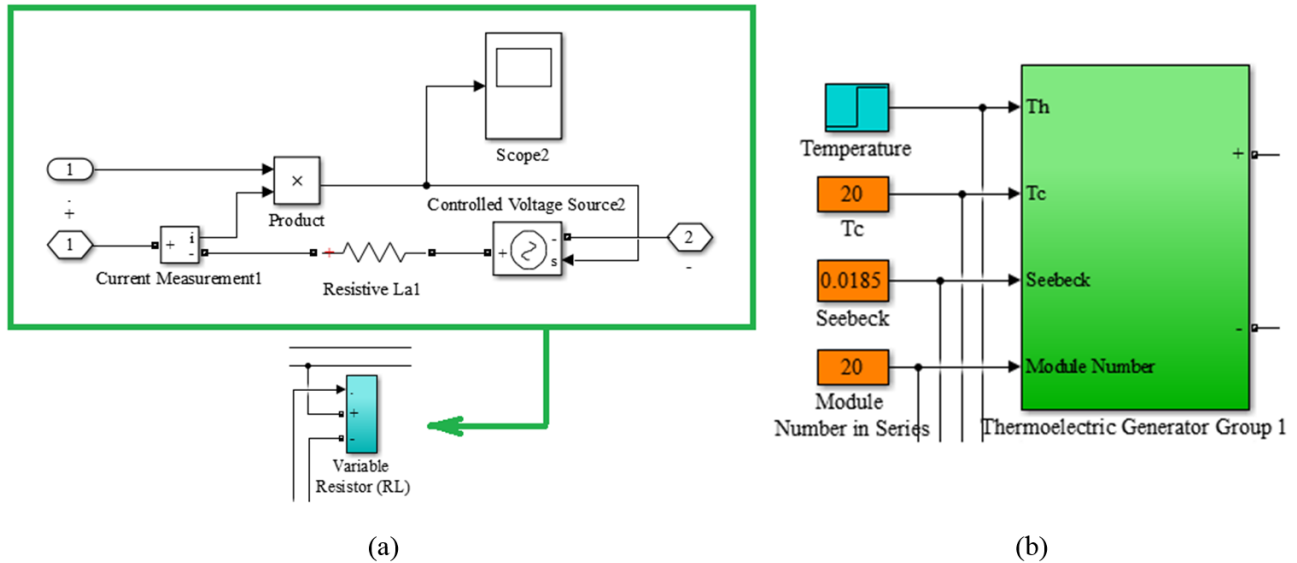 1
×
Product
Scope2
.
+
1
+
i
-
Current Measurement1
+
Resistive La1
Controlled Voltage Source2
+
-
s
2
-
.
+
-
Variable
Resistor (RL)
(a)
Temperature
20
Tc
0.0185
Seebeck
20
Module
Number in Series
Th
Tc
Seebeck
Module Number
+
-
Thermoelectric Generator Group 1
(b)